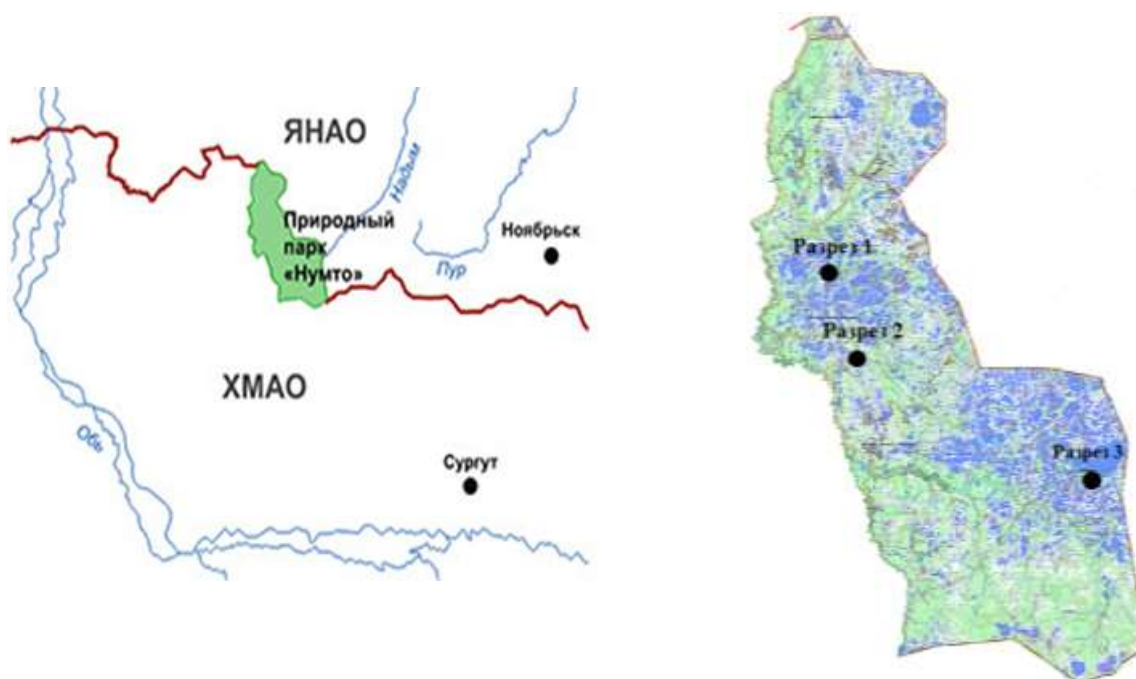 ЯНАО
Надым
Природный
парк
«Нумто»
Пур
Ноябрьск
ХМАО
Обь
Сургут
Разрез 1
Разрез 2
Разрез 3